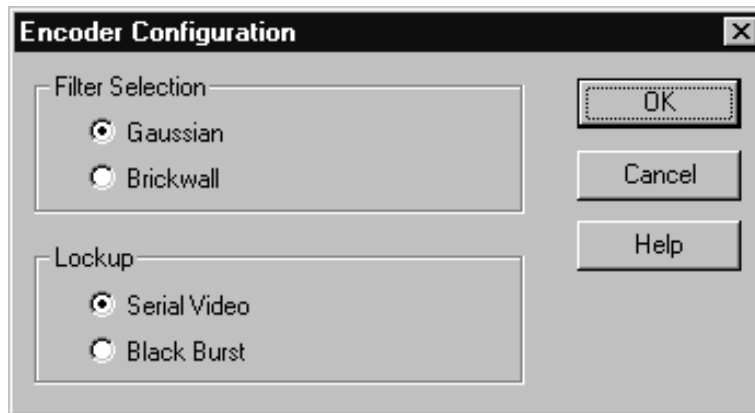 Encoder Configuration
Filter Selection
Gaussian
Brickwall
Lockup
Serial Video
Black Burst
OK
Cancel
Help